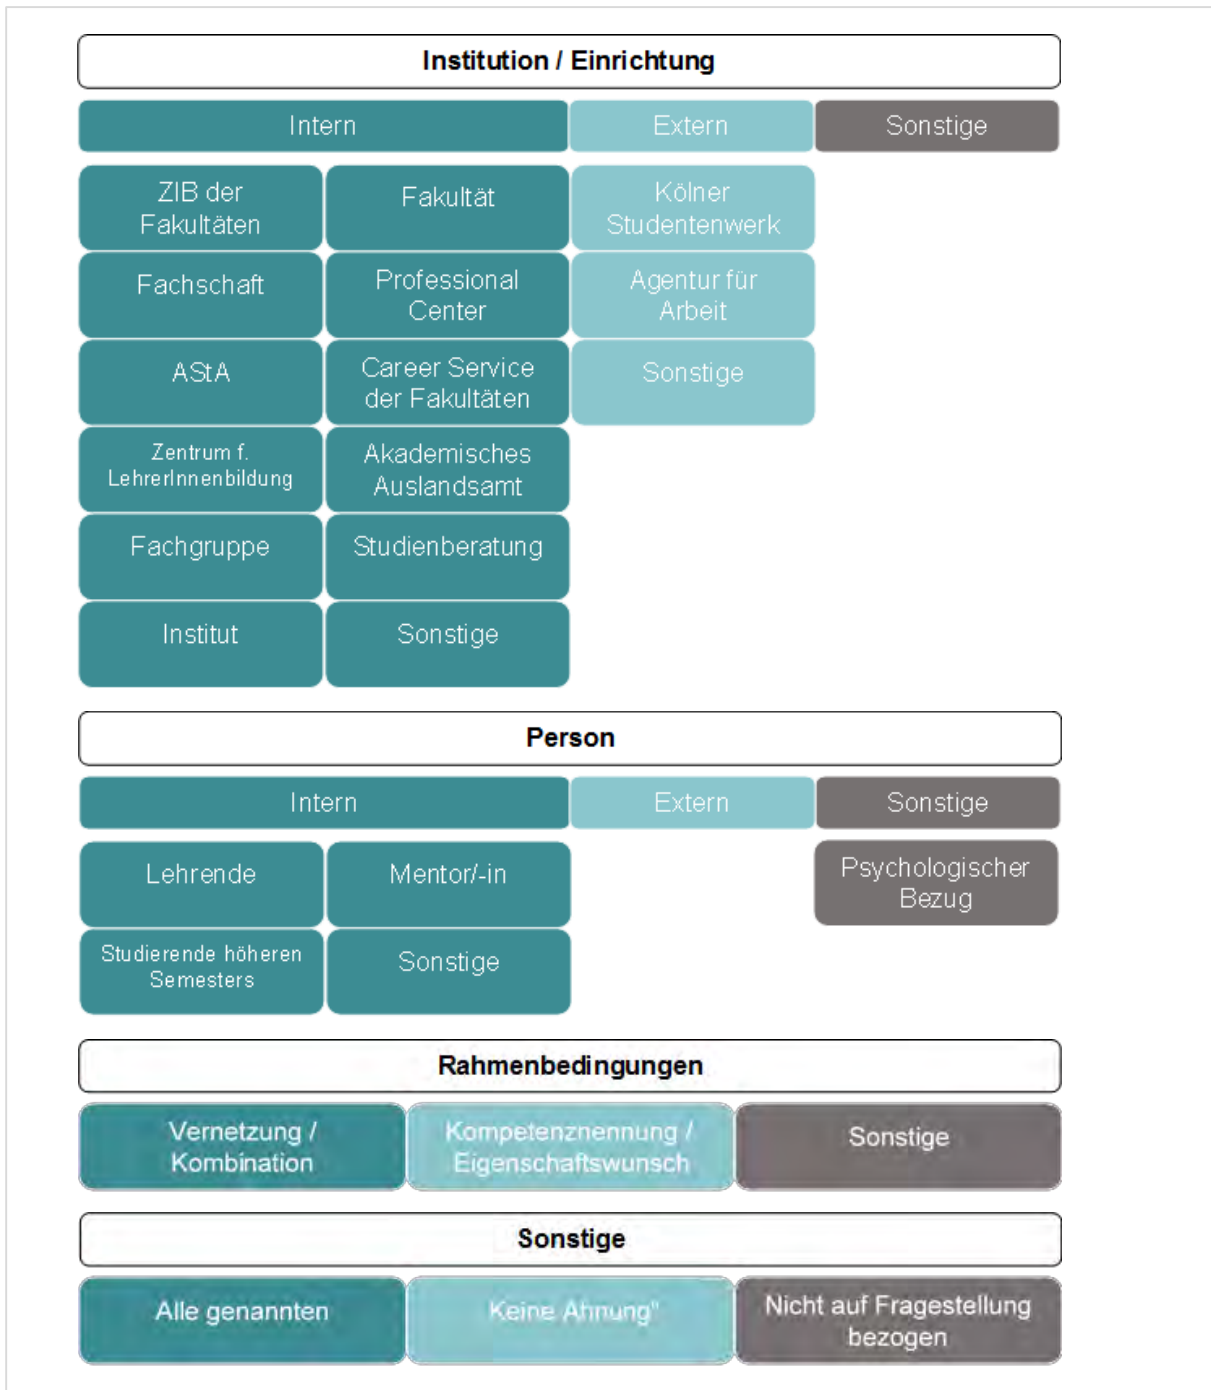 Institution / Einrichtung
Intern
Extern
Sonstige
ZIB der
Fakultäten
Fakultät
Kölner
Studentenwerk
Fachschaft
Professional
Center
Agentur für
Arbeit
AStA
Career Service
der Fakultäten
Sonstige
Zentrum f.
LehrerInnenbildung
Akademisches
Auslandsamt
Fachgruppe
Studienberatung
Institut
Sonstige
Person
Intern
Extern
Sonstige
Lehrende
Mentor/-in
Psychologischer
Bezug
Studierende höheren
Semesters
Sonstige
Rahmenbedingungen
Vernetzung /
Kombination
Kompetenznennung /
Eigenschaftswunsch
Sonstige
Sonstige
Alle genannten
Keine Ahnung"
Nicht auf Fragestellung
bezogen